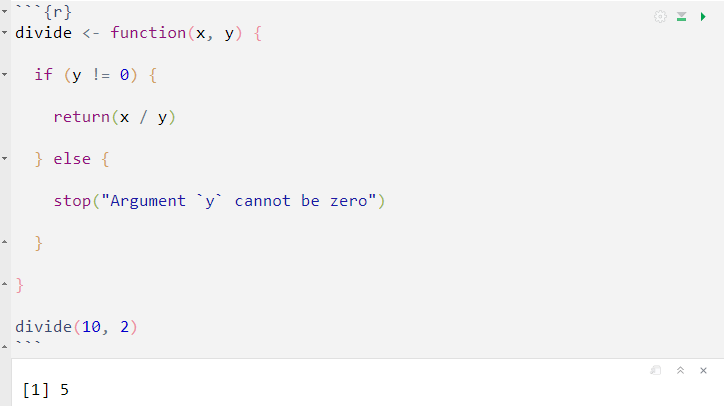 ```{r}
divide <- function(x, y) {
  if (y != 0) {
    return(x / y)
  } else {
    stop("Argument `y` cannot be zero")
  }
}
divide(10, 2)
```
[1] 5